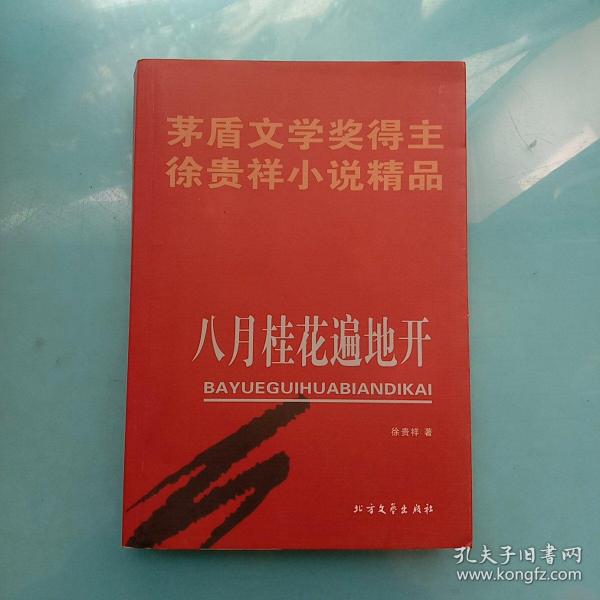 茅盾文学奖得主
徐贵祥小说精品
八月桂花遍地开
BAYUEGUIHUABIANDIKAI
徐贵祥 著
北方文艺出版社
孔夫子旧书网
www.kongfz.com